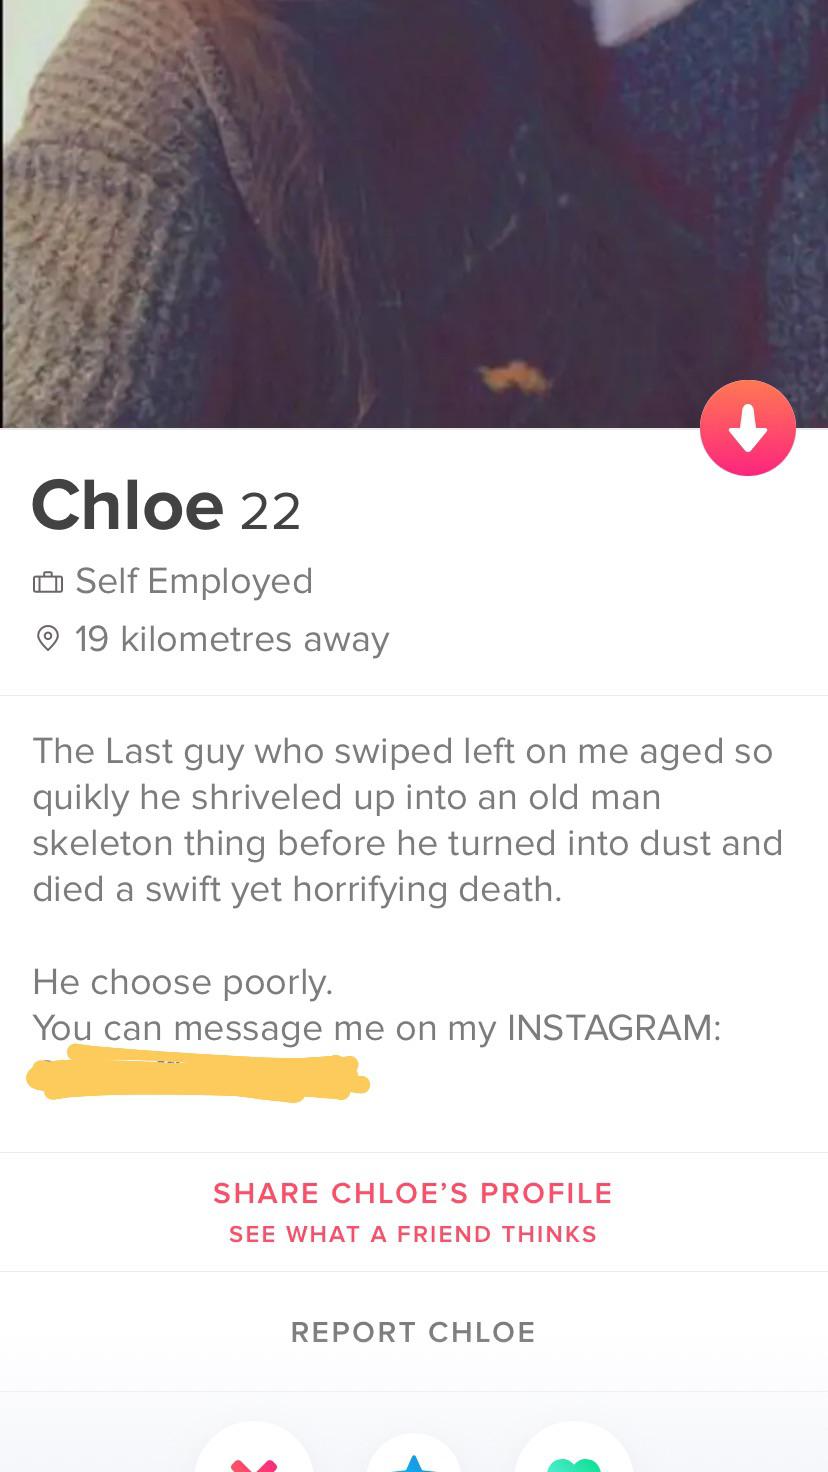 Chloe 22
Self Employed
19 kilometres away
The Last guy who swiped left on me aged so
quikly he shriveled up into an old man
skeleton thing before he turned into dust and
died a swift yet horrifying death.
He choose poorly.
You can message me on my INSTAGRAM:
SHARE CHLOE'S PROFILE
SEE WHAT A FRIEND THINKS
REPORT CHLOE